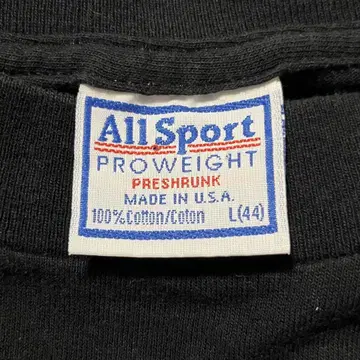 All Sport
PROWEIGHT
PRESHRUNK
MADE IN U.S.A.
100% Cotton/Coton L(44)